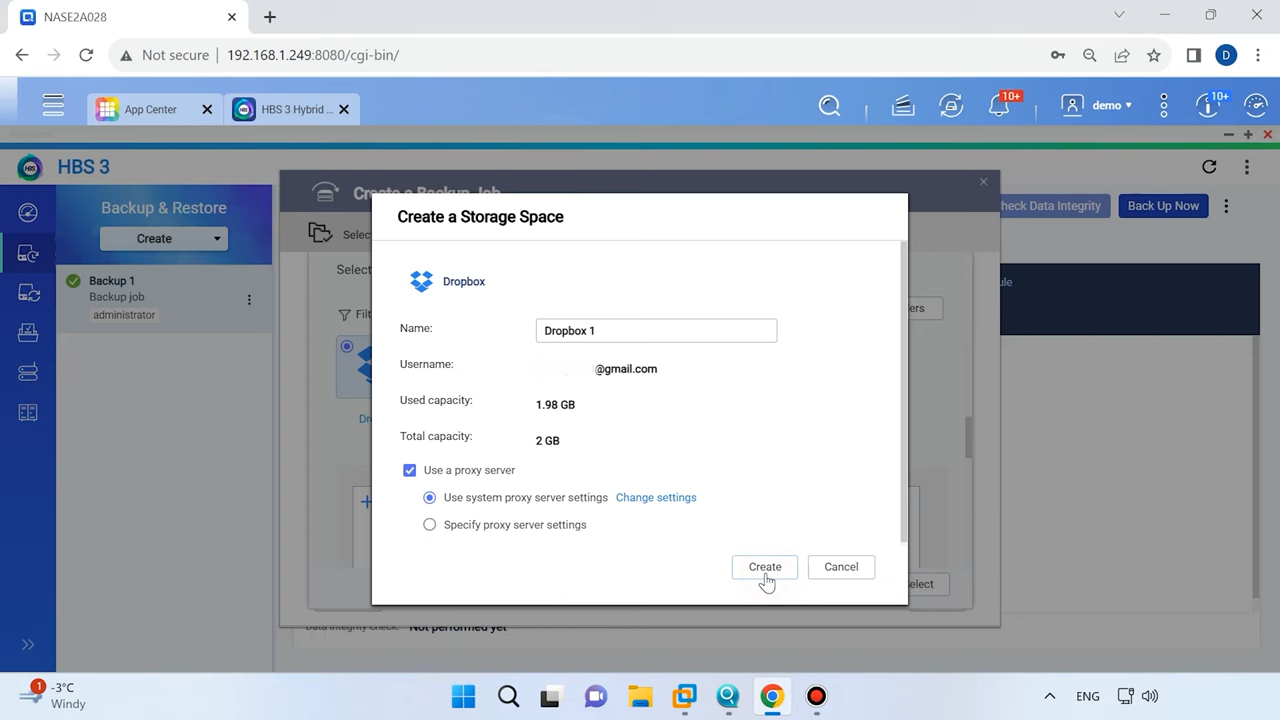 NASE2A028
Not secure
192.168.1.249:8080/cgi-bin/
D
App Center
HBS 3 Hybrid ...
10+
demo
10+
HBS 3
Backup & Restore
Create
Backup 1
Backup job
administrator
Create a Backup Job
Check Data Integrity
Back Up Now
Create a Storage Space
Dropbox
Name:
Dropbox 1
Username:
@gmail.com
Used capacity:
1.98 GB
Total capacity:
2 GB
Use a proxy server
Use system proxy server settings Change settings
Specify proxy server settings
Create
Cancel
Data integrity check: Not performed yet
1
-3°C
Windy
ENG